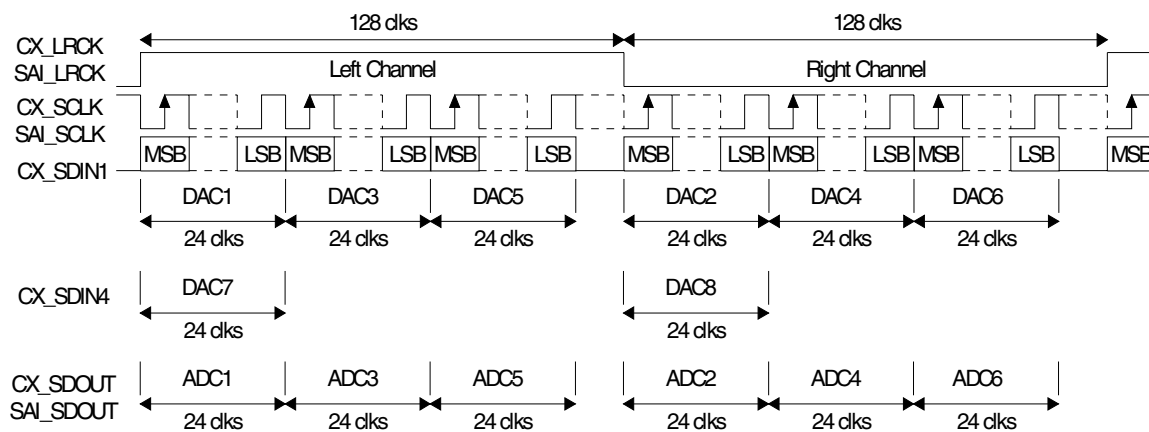 128 clks 128 clks
CX_LRCK
SAI_LRCK Left Channel Right Channel
CX_SCLK
SAI_SCLK
CX_SDIN1 MSB LSB MSB LSB MSB LSB MSB LSB MSB LSB MSB LSB MSB
DAC1 DAC3 DAC5 DAC2 DAC4 DAC6
24 clks 24 clks 24 clks 24 clks 24 clks 24 clks
CX_SDIN4 DAC7 DAC8
24 clks 24 clks
CX_SDOUT ADC1 ADC3 ADC5 ADC2 ADC4 ADC6
SAI_SDOUT 24 clks 24 clks 24 clks 24 clks 24 clks 24 clks